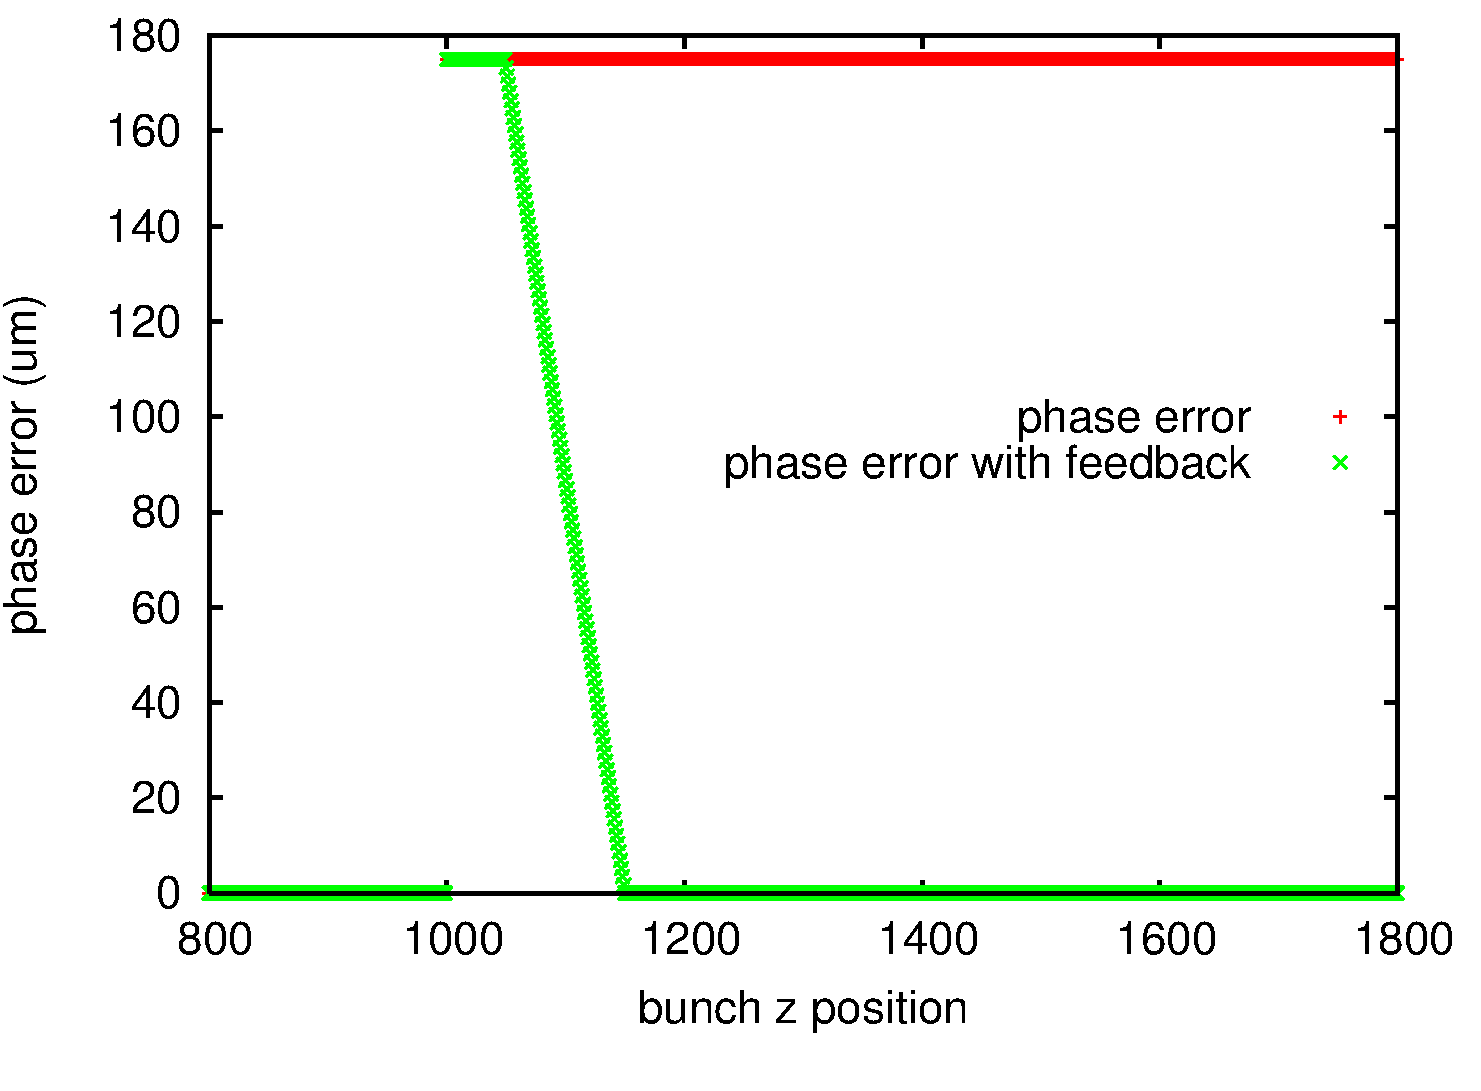 180
160
140
120
100
80
60
40
20
0
phase error (um)
phase error
phase error with feedback
800 1000 1200 1400 1600 1800
bunch z position